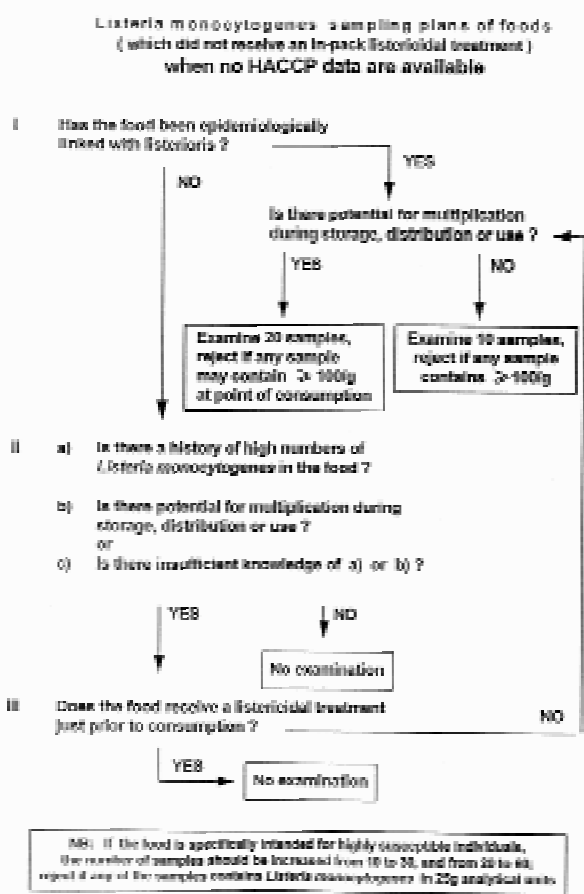 Listeria monocytogenes sampling plans of foods
( which did not receive an in-pack listericidal treatment )
when no HACCP data are available
i Has the food been epidemiologically
linked with listeriosis ?
YES
NO
Is there potential for multiplication
during storage, distribution or use ?
YES
NO
Examine 20 samples,
reject if any sample
may contain ⩾ 100/g
at point of consumption
Examine 10 samples,
reject if any sample
contains ⩾ 100/g
ii a) Is there a history of high numbers of
Listeria monocytogenes in the food ?
b) Is there potential for multiplication during
storage, distribution or use ?
or
c) Is there insufficient knowledge of a) or b) ?
YES
NO
No examination
iii Does the food receive a listericidal treatment
just prior to consumption ?
NO
YES
No examination
NB: If the food is specifically intended for highly susceptible individuals,
the number of samples should be increased from 10 to 30, and from 20 to 60;
reject if any of the samples contains Listeria monocytogenes in 25g analytical units